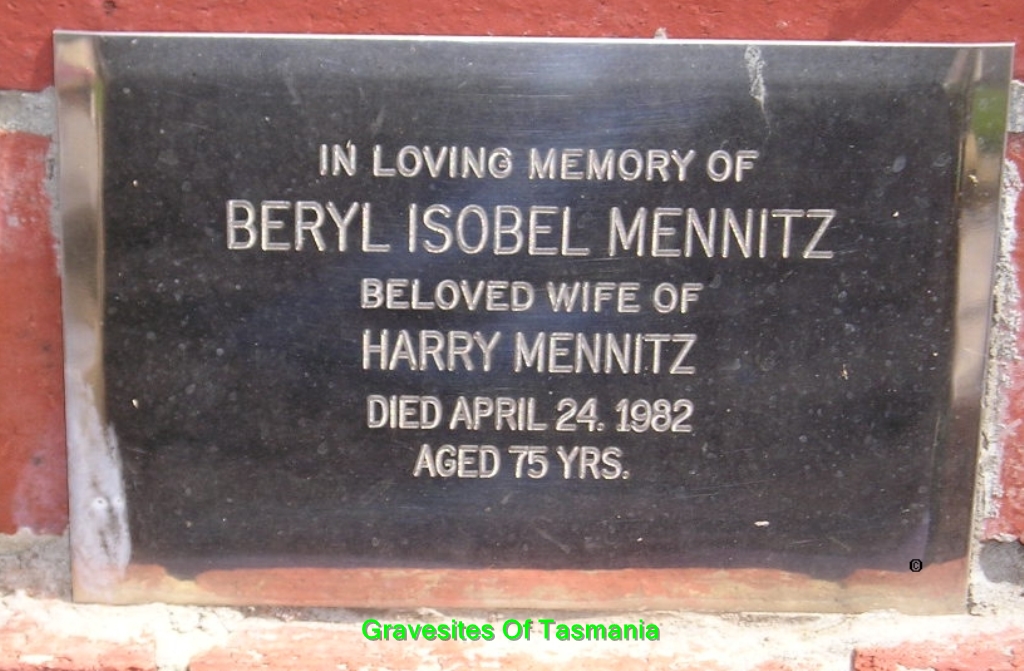 IN LOVING MEMORY OF
BERYL ISOBEL MENNITZ
BELOVED WIFE OF
HARRY MENNITZ
DIED APRIL 24. 1982
AGED 75 YRS.
©
Gravesites Of Tasmania